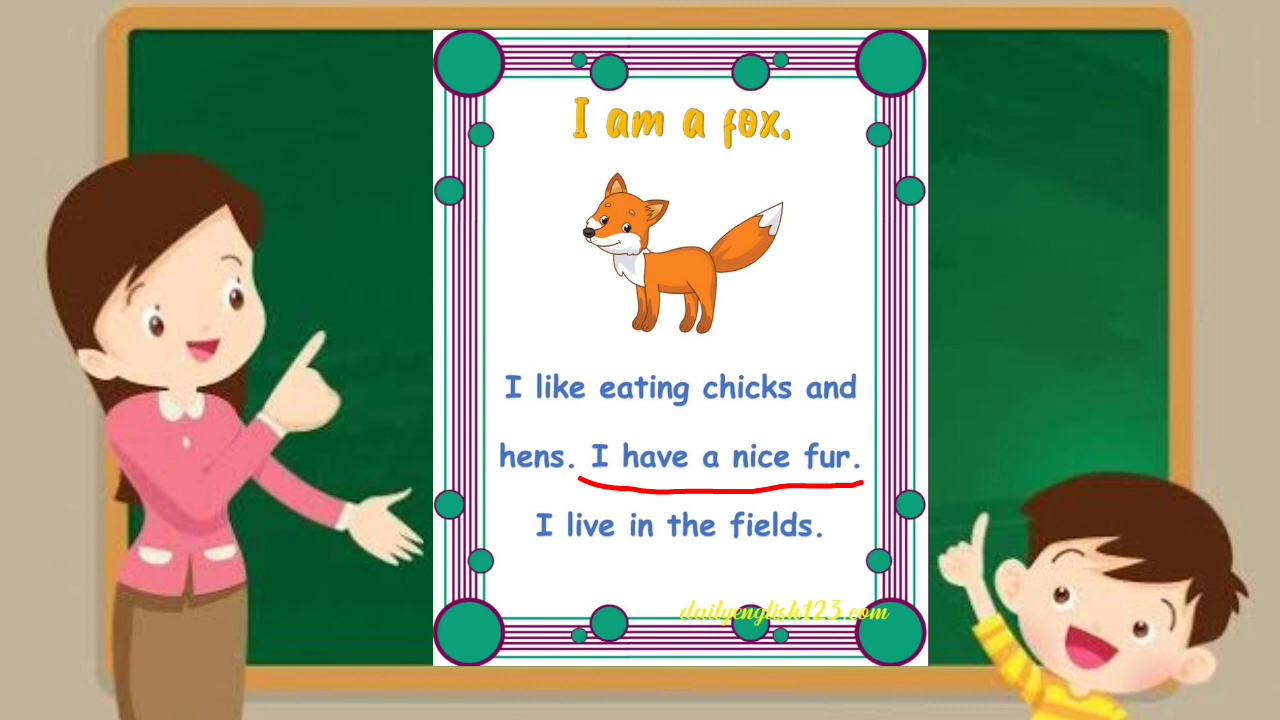 I am a fox.
I like eating chicks and
hens. I have a nice fur.
I live in the fields.
dailyenglish123.com